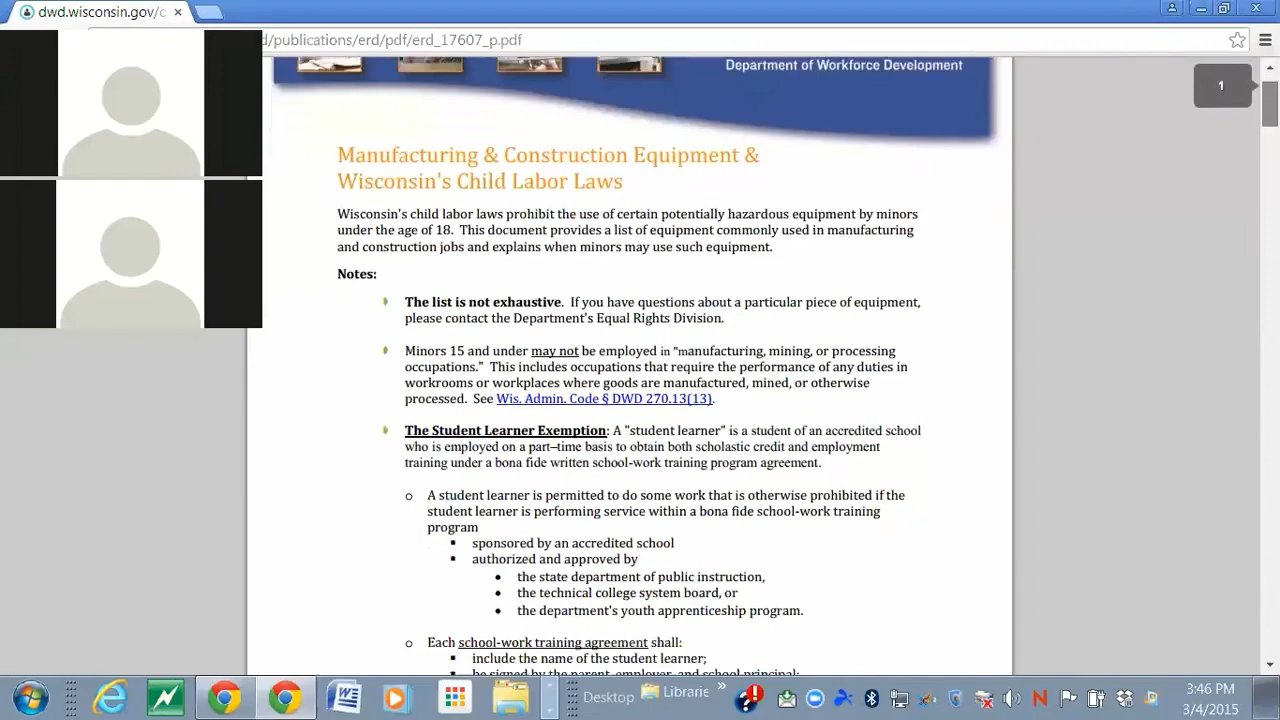 dwd.wisconsin.gov/
d/publications/erd/pdf/erd_17607_p.pdf
Department of Workforce Development
1
Manufacturing & Construction Equipment &
Wisconsin's Child Labor Laws
Wisconsin's child labor laws prohibit the use of certain potentially hazardous equipment by minors
under the age of 18. This document provides a list of equipment commonly used in manufacturing
and construction jobs and explains when minors may use such equipment.
Notes:
The list is not exhaustive. If you have questions about a particular piece of equipment,
please contact the Department's Equal Rights Division.
Minors 15 and under may not be employed in "manufacturing, mining, or processing
occupations." This includes occupations that require the performance of any duties in
workrooms or workplaces where goods are manufactured, mined, or otherwise
processed. See Wis. Admin. Code § DWD 270.13(13).
The Student Learner Exemption: A "student learner" is a student of an accredited school
who is employed on a part–time basis to obtain both scholastic credit and employment
training under a bona fide written school-work training program agreement.
o A student learner is permitted to do some work that is otherwise prohibited if the
student learner is performing service within a bona fide school-work training
program
▪ sponsored by an accredited school
▪ authorized and approved by
• the state department of public instruction,
• the technical college system board, or
• the department's youth apprenticeship program.
o Each school-work training agreement shall:
▪ include the name of the student learner;
▪ be signed by the parent, employer, and school principal;
Desktop
Librarie
»
3:46 PM
3/4/2015